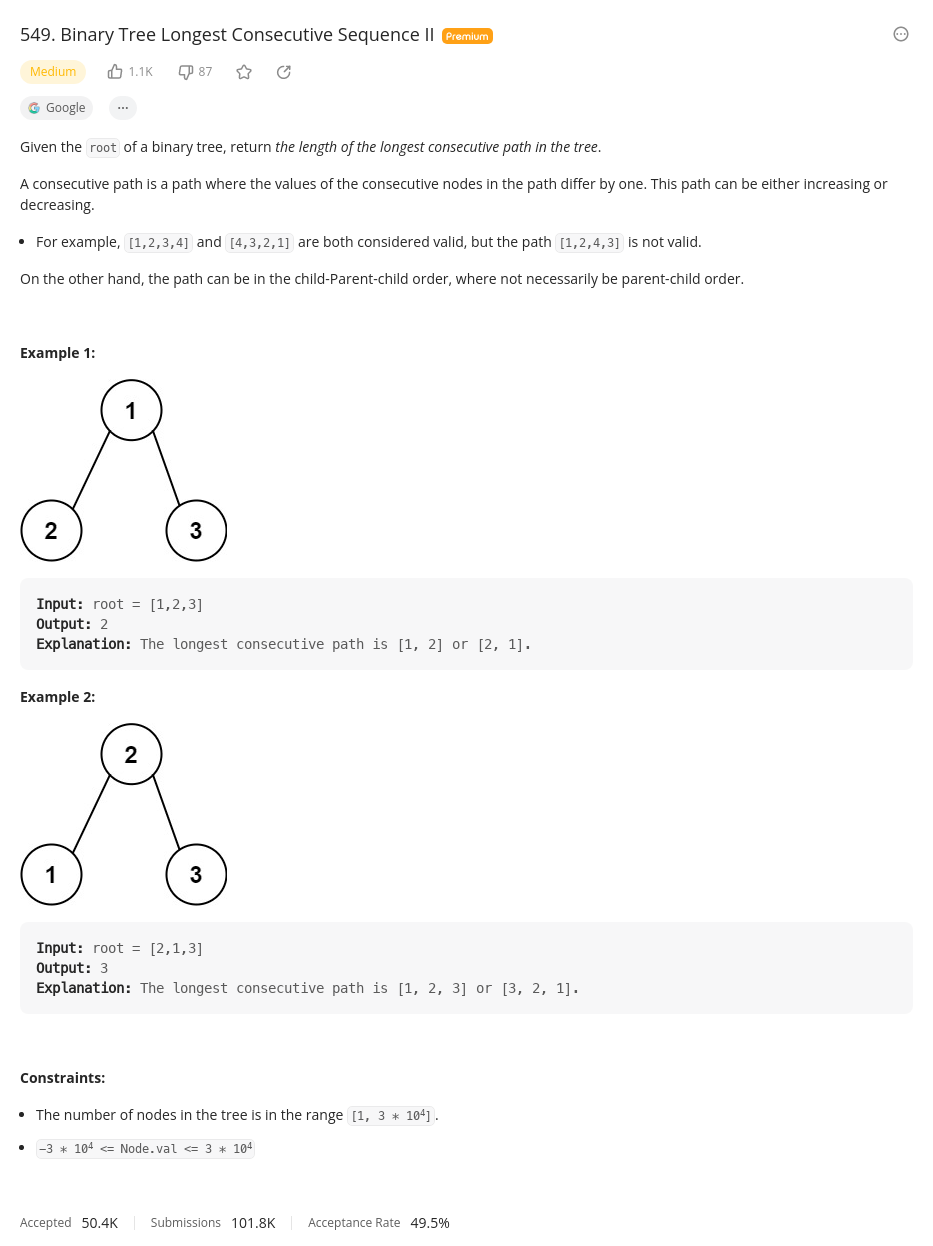 549. Binary Tree Longest Consecutive Sequence II Premium
Medium 1.1K 87
Google ...
Given the root of a binary tree, return the length of the longest consecutive path in the tree.
A consecutive path is a path where the values of the consecutive nodes in the path differ by one. This path can be either increasing or
decreasing.
• For example, [1,2,3,4] and [4,3,2,1] are both considered valid, but the path [1,2,4,3] is not valid.
On the other hand, the path can be in the child-Parent-child order, where not necessarily be parent-child order.
Example 1:
1
2 3
Input: root = [1,2,3]
Output: 2
Explanation: The longest consecutive path is [1, 2] or [2, 1].
Example 2:
2
1 3
Input: root = [2,1,3]
Output: 3
Explanation: The longest consecutive path is [1, 2, 3] or [3, 2, 1].
Constraints:
• The number of nodes in the tree is in the range [1, 3 * 10⁴].
• −3 * 10⁴ <= Node.val <= 3 * 10⁴
Accepted 50.4K Submissions 101.8K Acceptance Rate 49.5%